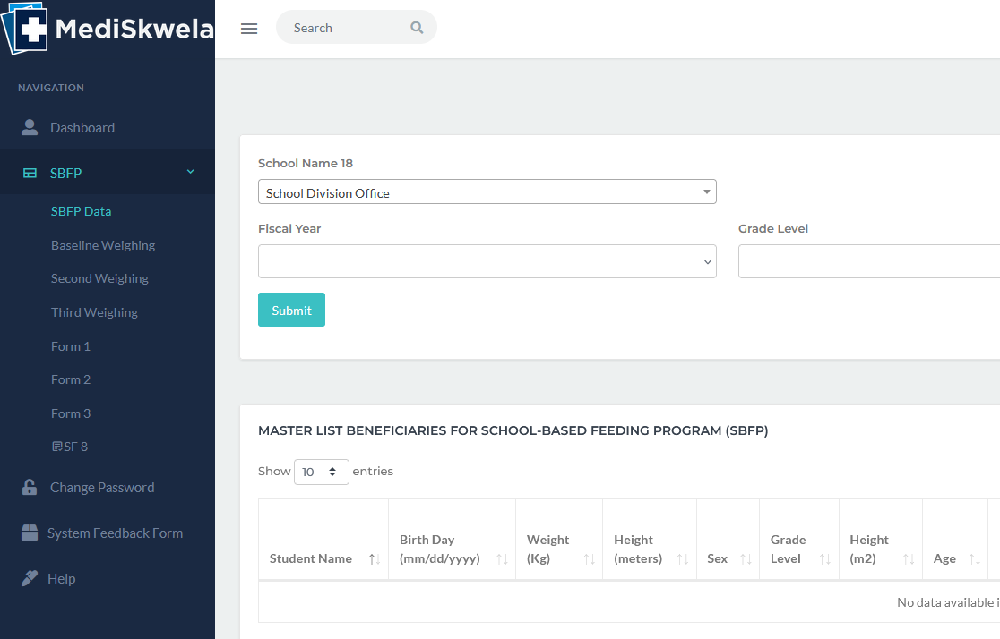 MediSkwela
Search
NAVIGATION
Dashboard
SBFP
SBFP Data
Baseline Weighing
Second Weighing
Third Weighing
Form 1
Form 2
Form 3
SF 8
Change Password
System Feedback Form
Help
School Name 18
School Division Office
Fiscal Year
Grade Level
Submit
MASTER LIST BENEFICIARIES FOR SCHOOL-BASED FEEDING PROGRAM (SBFP)
Show 10 entries
Student Name
Birth Day
(mm/dd/yyyy)
Weight
(Kg)
Height
(meters)
Sex
Grade
Level
Height
(m2)
Age
No data available i